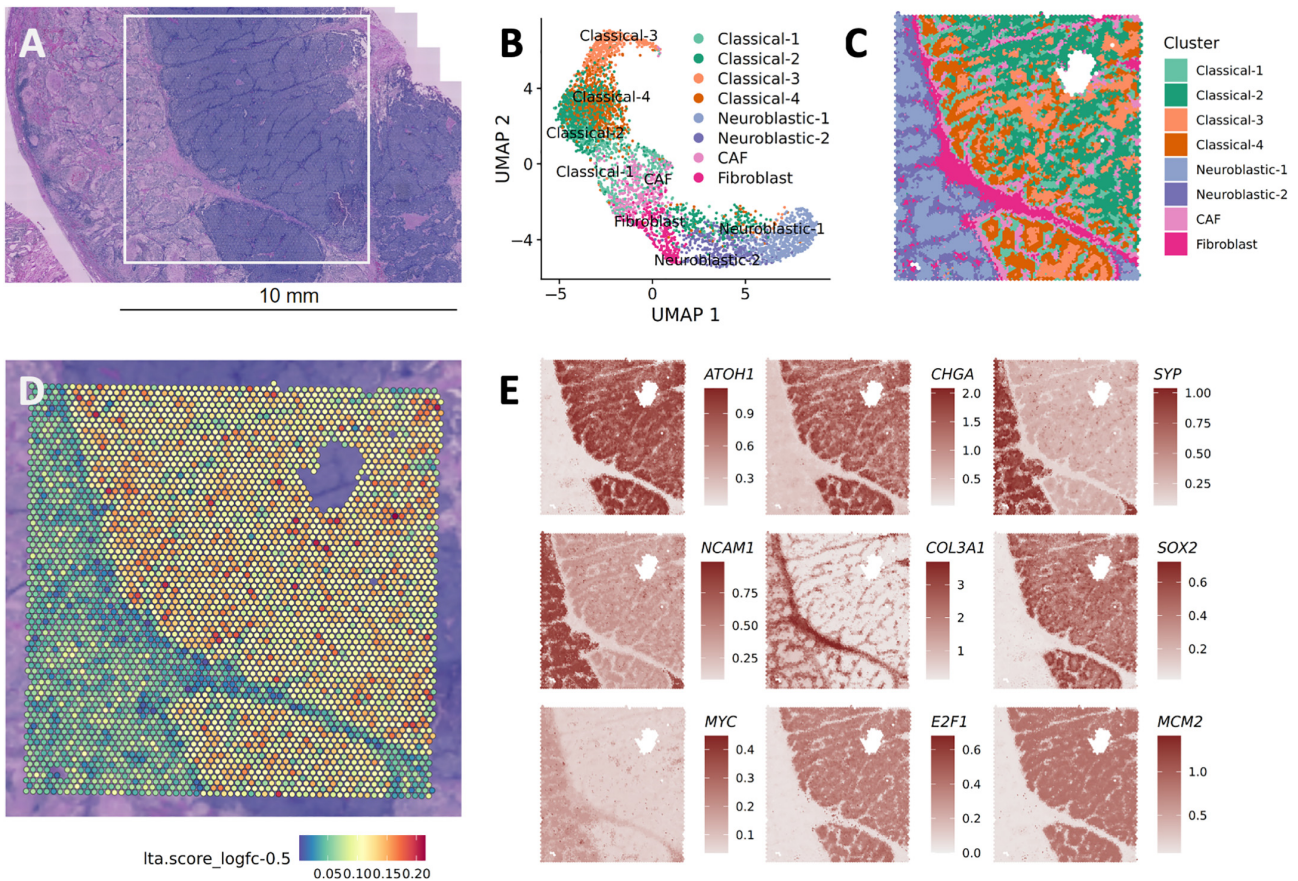 A
10 mm
B
UMAP 2
4
0
−4
−5
0
5
UMAP 1
Classical-3
Classical-4
Classical-2
Classical-1
CAF
Fibroblast
Neuroblastic-1
Neuroblastic-2
Classical-1
Classical-2
Classical-3
Classical-4
Neuroblastic-1
Neuroblastic-2
CAF
Fibroblast
C
Cluster
Classical-1
Classical-2
Classical-3
Classical-4
Neuroblastic-1
Neuroblastic-2
CAF
Fibroblast
D
lta.score_logfc-0.5
0.050.100.150.20
E
ATOH1
0.9
0.6
0.3
CHGA
2.0
1.5
1.0
0.5
SYP
1.00
0.75
0.50
0.25
NCAM1
0.75
0.50
0.25
COL3A1
3
2
1
SOX2
0.6
0.4
0.2
MYC
0.4
0.3
0.2
0.1
E2F1
0.6
0.4
0.2
0.0
MCM2
1.0
0.5